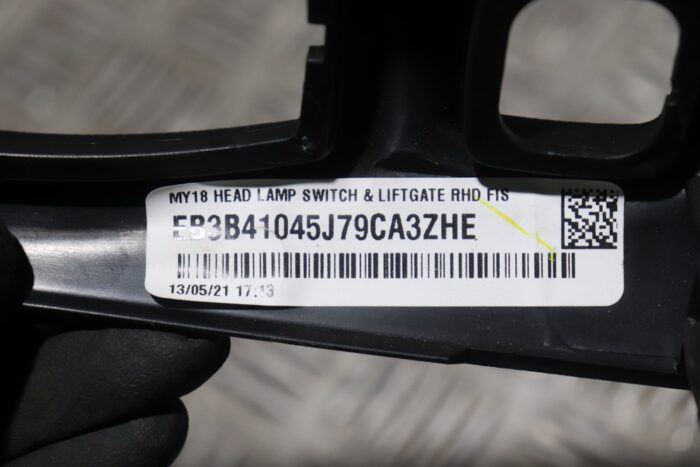 MY18 HEAD LAMP SWITCH & LIFTGATE RHD FIS
EB3B41045J79CA3ZHE
13/05/21 17:13